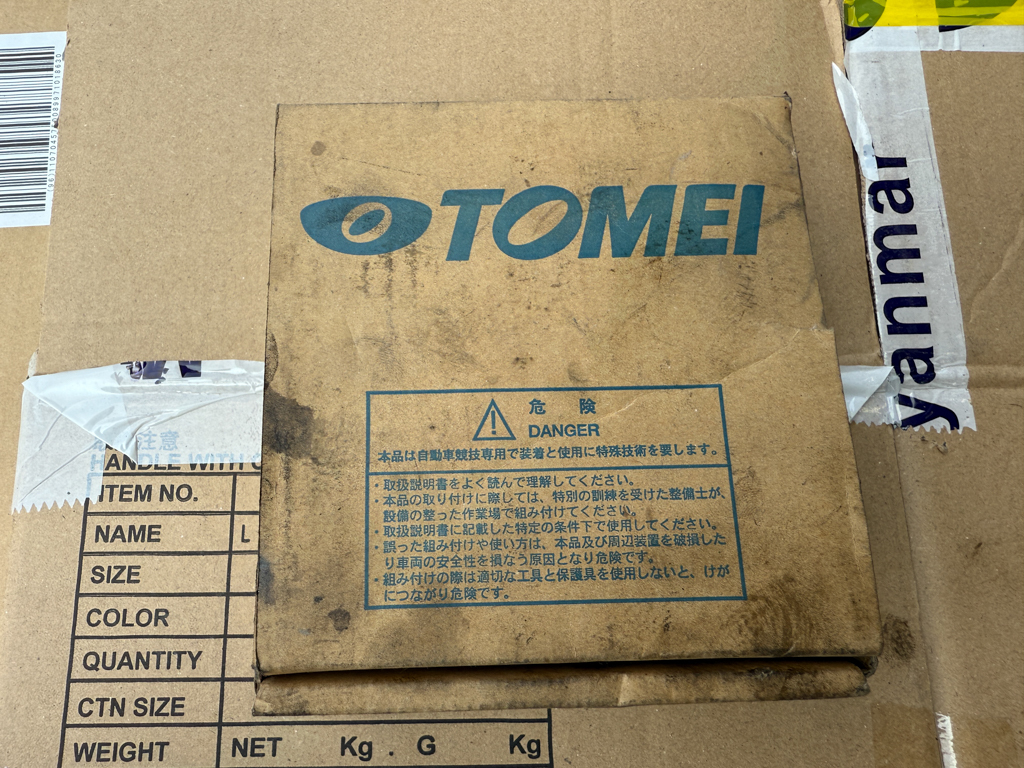 TOMEI
危 険
DANGER
本品は自動車競技専用で装着と使用に特殊技術を要します。
・取扱説明書をよく読んで理解してください。
・本品の取り付けに際しては、特別の訓練を受けた整備士が、
設備の整った作業場で組み付けてください。
・取扱説明書に記載した特定の条件下で使用してください。
・誤った組み付けや使い方は、本品及び周辺装置を破損した
り車両の安全性を損なう原因となり危険です。
・組み付けの際は適切な工具と保護具を使用しないと、けが
につながり危険です。
yanmar
注意
HANDLE WITH
ITEM NO.
NAME L
SIZE
COLOR
QUANTITY
CTN SIZE
WEIGHT NET Kg . G Kg